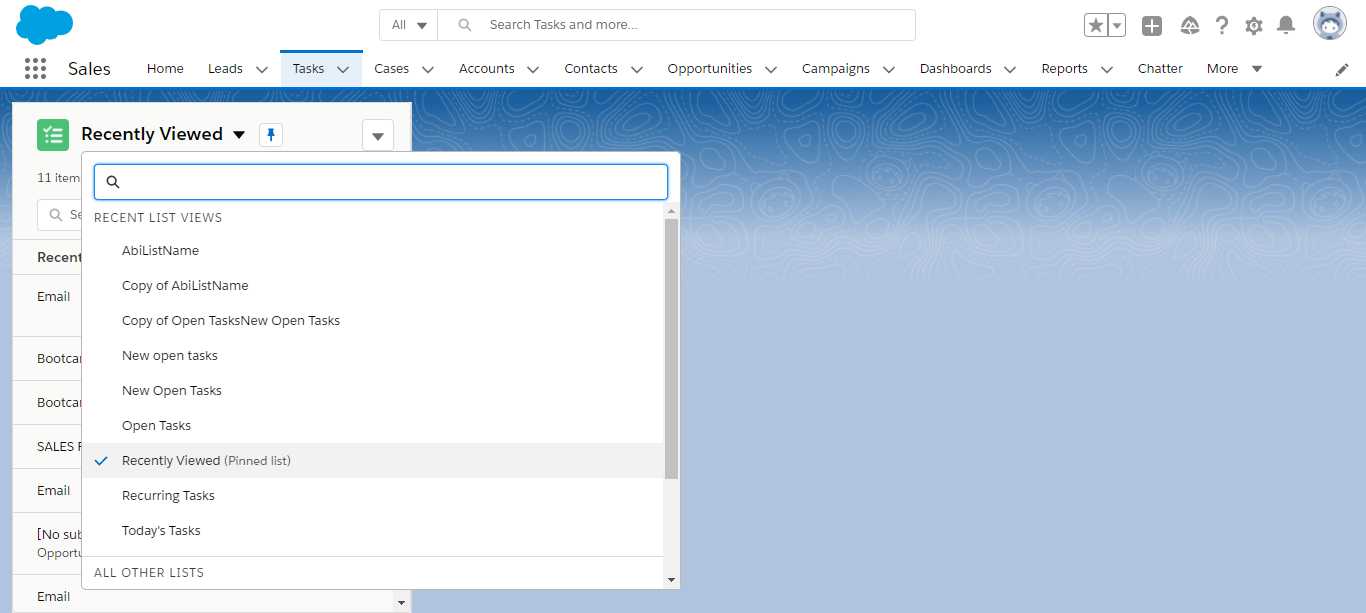 All
Search Tasks and more...
Sales
Home
Leads
Tasks
Cases
Accounts
Contacts
Opportunities
Campaigns
Dashboards
Reports
Chatter
More
Recently Viewed
11 item
Se
RECENT LIST VIEWS
AbiListName
Copy of AbiListName
Copy of Open TasksNew Open Tasks
New open tasks
New Open Tasks
Open Tasks
Recently Viewed (Pinned list)
Recurring Tasks
Today's Tasks
ALL OTHER LISTS
Recent
Email
Bootca
Bootca
SALES
Email
[No sub
Opportu
Email